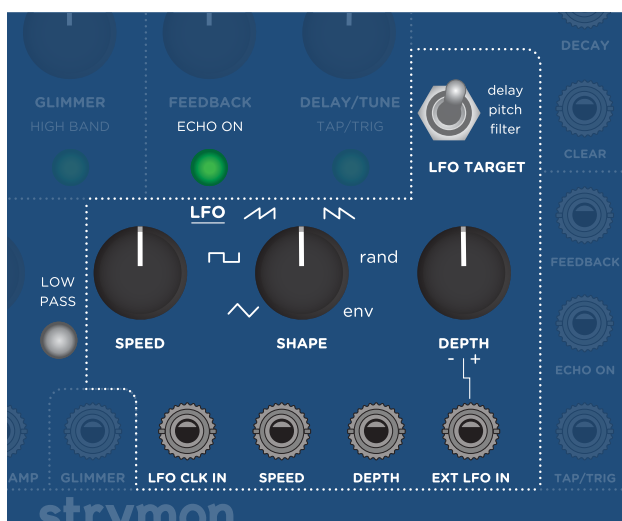 DECAY
GLIMMER
FEEDBACK
DELAY/TUNE
HIGH BAND
ECHO ON
TAP/TRIG
delay
pitch
filter
CLEAR
LFO TARGET
LFO
rand
FEEDBACK
LOW
PASS
env
SPEED
SHAPE
DEPTH
- +
ECHO ON
AMP
GLIMMER
LFO CLK IN
SPEED
DEPTH
EXT LFO IN
TAP/TRIG
strymon